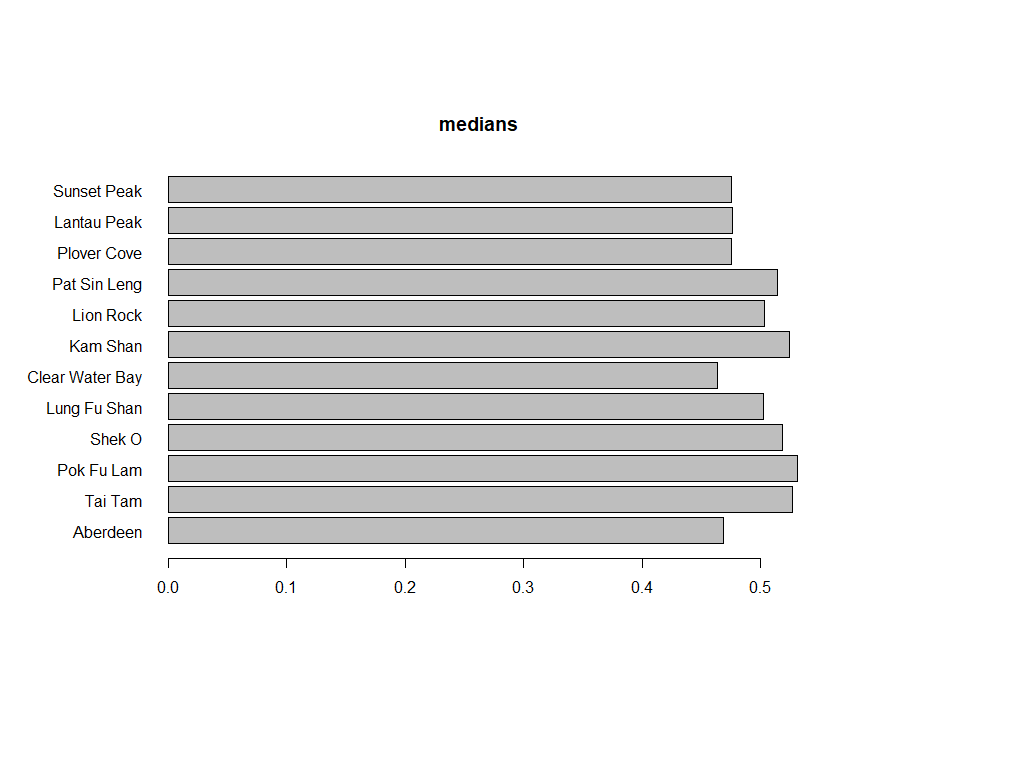 medians
Sunset Peak
Lantau Peak
Plover Cove
Pat Sin Leng
Lion Rock
Kam Shan
Clear Water Bay
Lung Fu Shan
Shek O
Pok Fu Lam
Tai Tam
Aberdeen
0.0 0.1 0.2 0.3 0.4 0.5